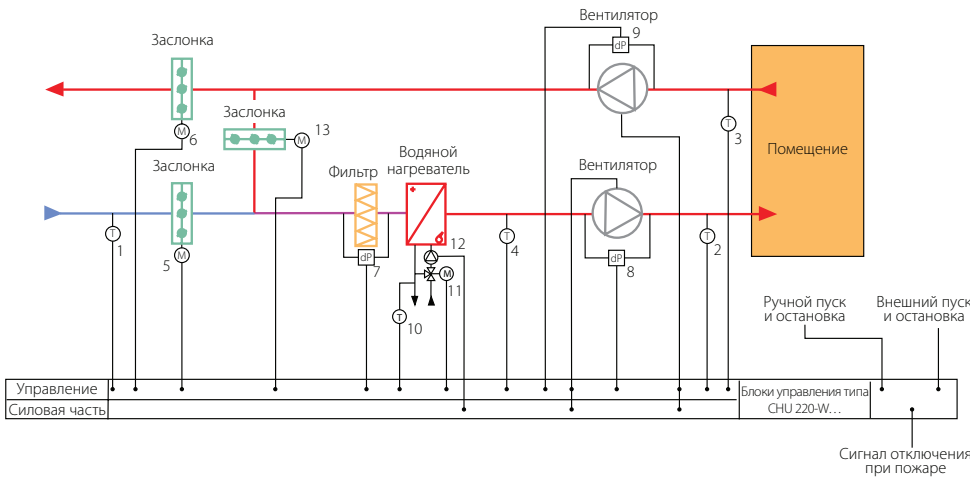 Вентилятор
9
dP
Заслонка
M
6
Заслонка
M
13
T
3
Помещение
Заслонка
Фильтр
Водяной
нагреватель
Вентилятор
T
1
M
5
dP
7
12
M
11
T
10
T
4
dP
8
T
2
Ручной пуск
и остановка
Внешний пуск
и остановка
Управление
Силовая часть
Блоки управления типа
CHU 220-W...
Сигнал отключения
при пожаре